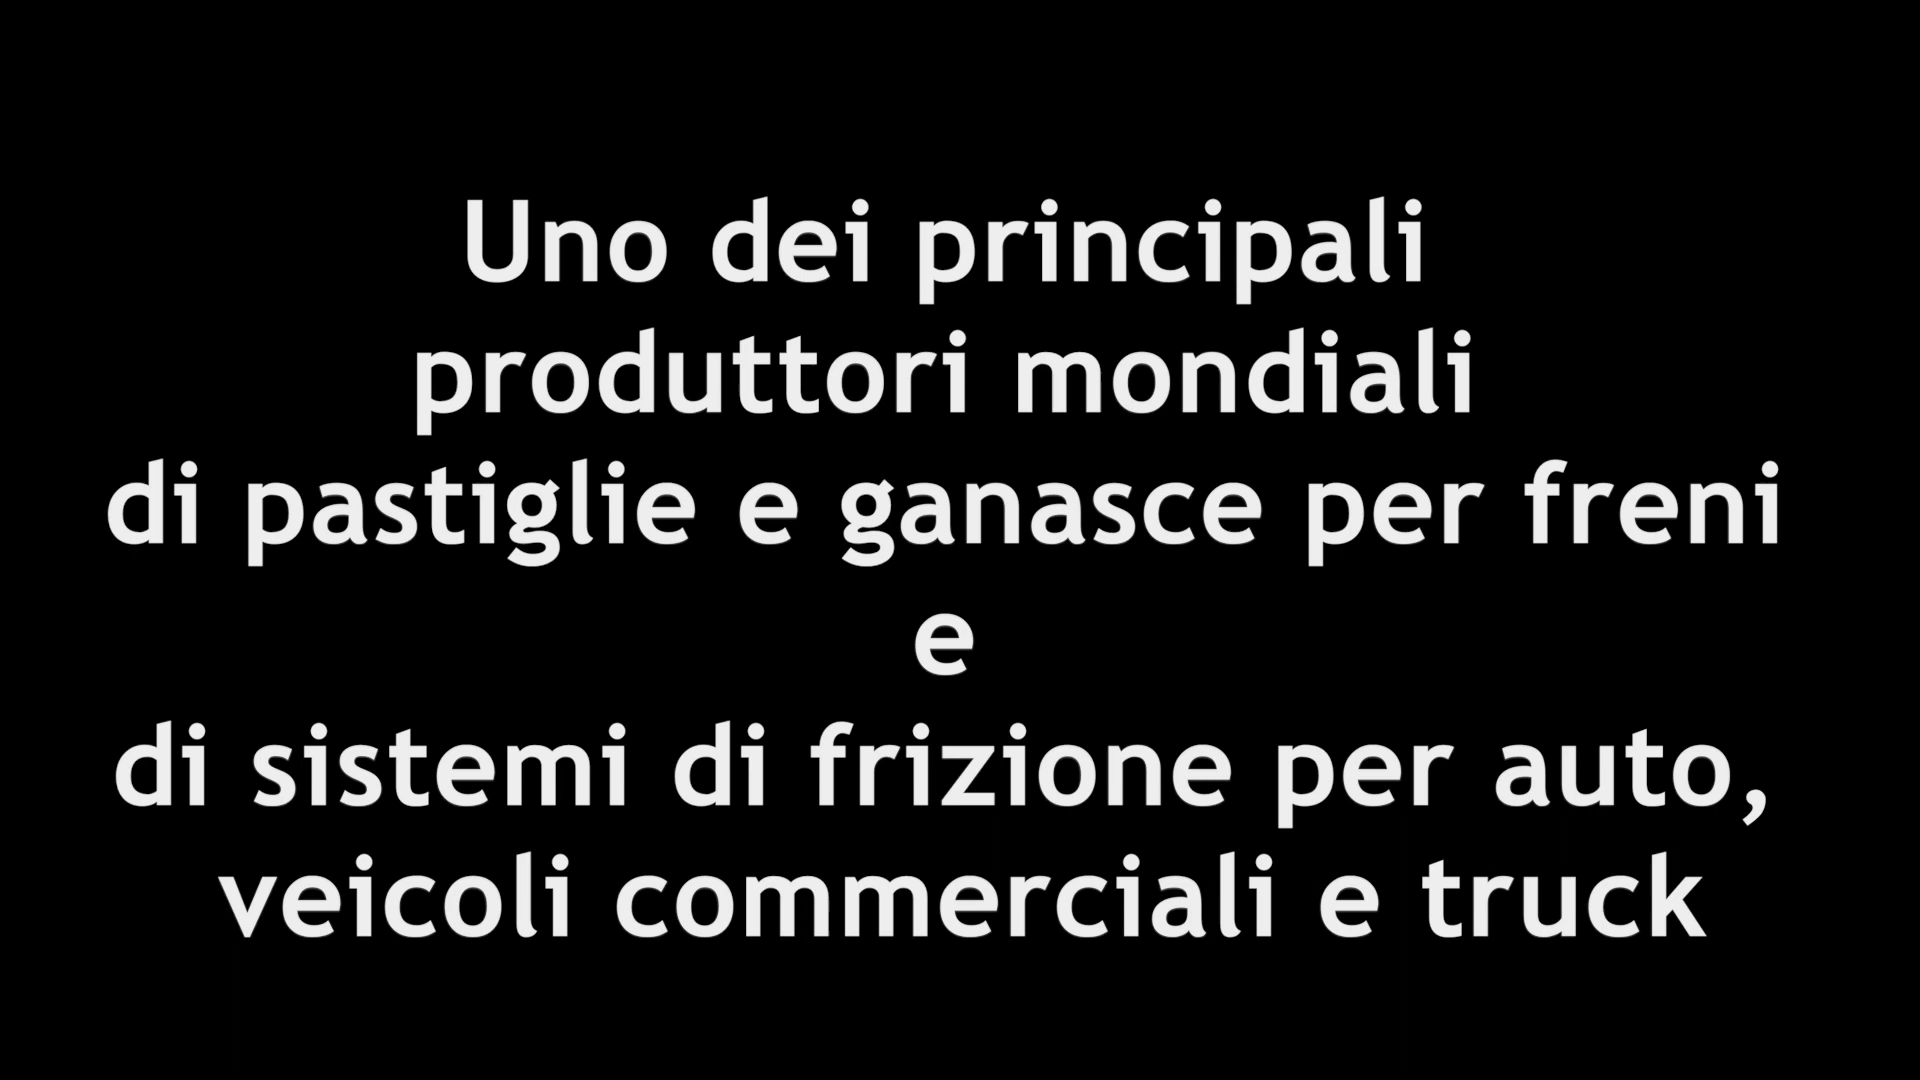 Uno dei principali
produttori mondiali
di pastiglie e ganasce per freni
e
di sistemi di frizione per auto,
veicoli commerciali e truck